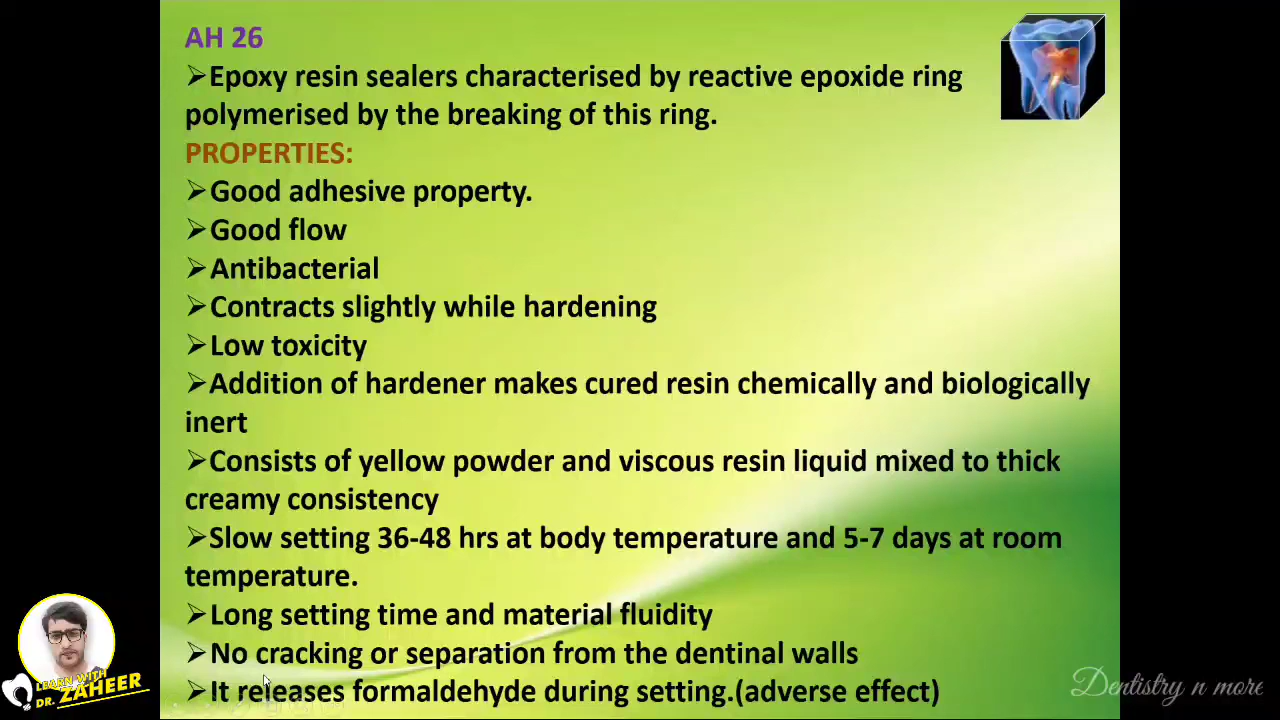 AH 26
➢Epoxy resin sealers characterised by reactive epoxide ring
polymerised by the breaking of this ring.
PROPERTIES:
➢Good adhesive property.
➢Good flow
➢Antibacterial
➢Contracts slightly while hardening
➢Low toxicity
➢Addition of hardener makes cured resin chemically and biologically
inert
➢Consists of yellow powder and viscous resin liquid mixed to thick
creamy consistency
➢Slow setting 36-48 hrs at body temperature and 5-7 days at room
temperature.
➢Long setting time and material fluidity
➢No cracking or separation from the dentinal walls
➢It releases formaldehyde during setting.(adverse effect)
LEARN WITH
DR. ZAHEER
Dentistry n more